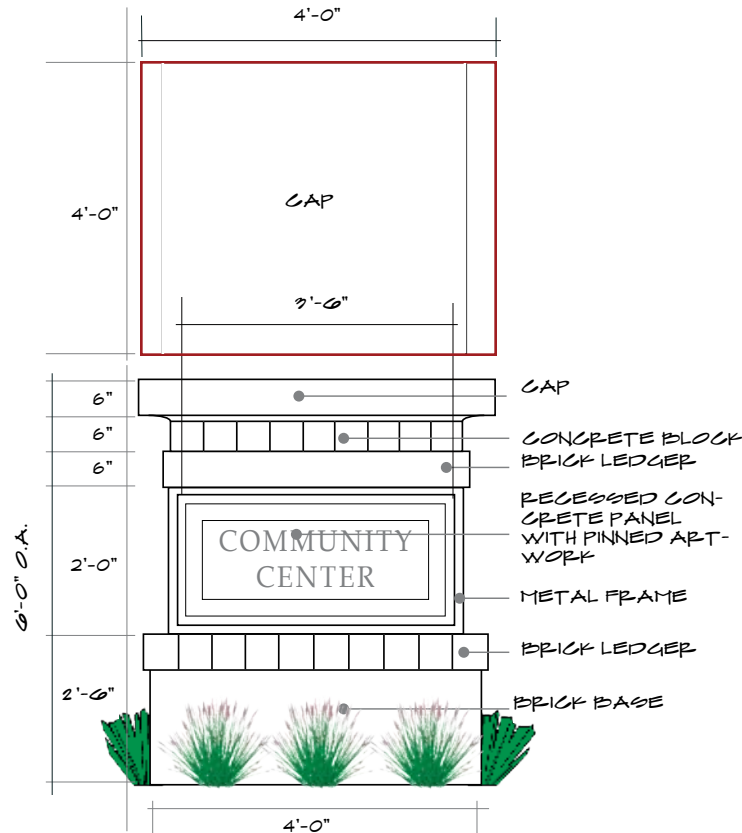 4'-0"
4'-0"
CAP
3'-6"
6"
CAP
6"
CONCRETE BLOCK
6"
BRICK LEDGER
RECESSED CON-
CRETE PANEL
WITH PINNED ART-
WORK
COMMUNITY
CENTER
2'-0"
6'-0" O.A.
METAL FRAME
BRICK LEDGER
2'-6"
BRICK BASE
4'-0"